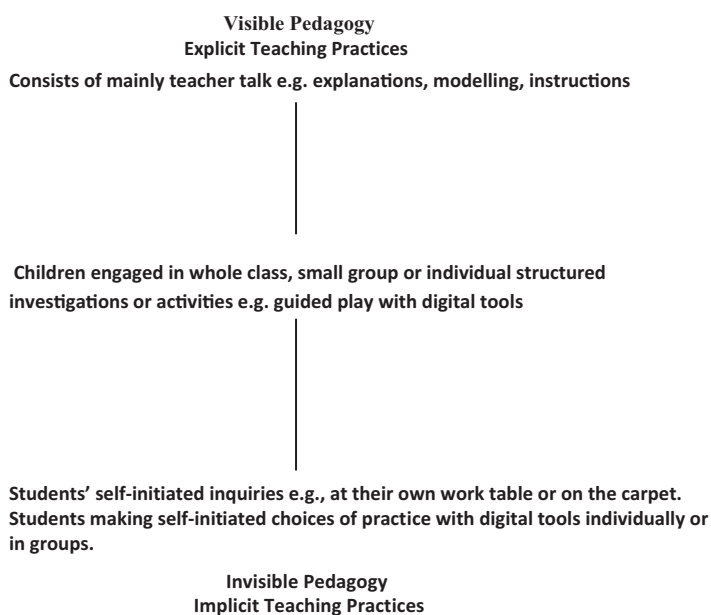 Visible Pedagogy
Explicit Teaching Practices
Consists of mainly teacher talk e.g. explanations, modelling, instructions
Children engaged in whole class, small group or individual structured
investigations or activities e.g. guided play with digital tools
Students’ self-initiated inquiries e.g., at their own work table or on the carpet.
Students making self-initiated choices of practice with digital tools individually or
in groups.
Invisible Pedagogy
Implicit Teaching Practices